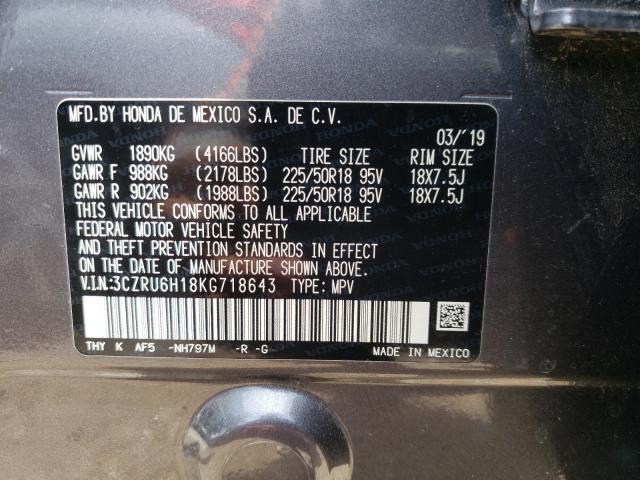 MFD.BY HONDA DE MEXICO S.A. DE C.V.
03/'19
GVWR 1890KG (4166LBS) TIRE SIZE RIM SIZE
GAWR F 988KG (2178LBS) 225/50R18 95V 18X7.5J
GAWR R 902KG (1988LBS) 225/50R18 95V 18X7.5J
THIS VEHICLE CONFORMS TO ALL APPLICABLE
FEDERAL MOTOR VEHICLE SAFETY
AND THEFT PREVENTION STANDARDS IN EFFECT
ON THE DATE OF MANUFACTURE SHOWN ABOVE.
V.I.N:3CZRU6H18KG718643 TYPE: MPV
THY K AF5 -NH797M -R -G MADE IN MEXICO